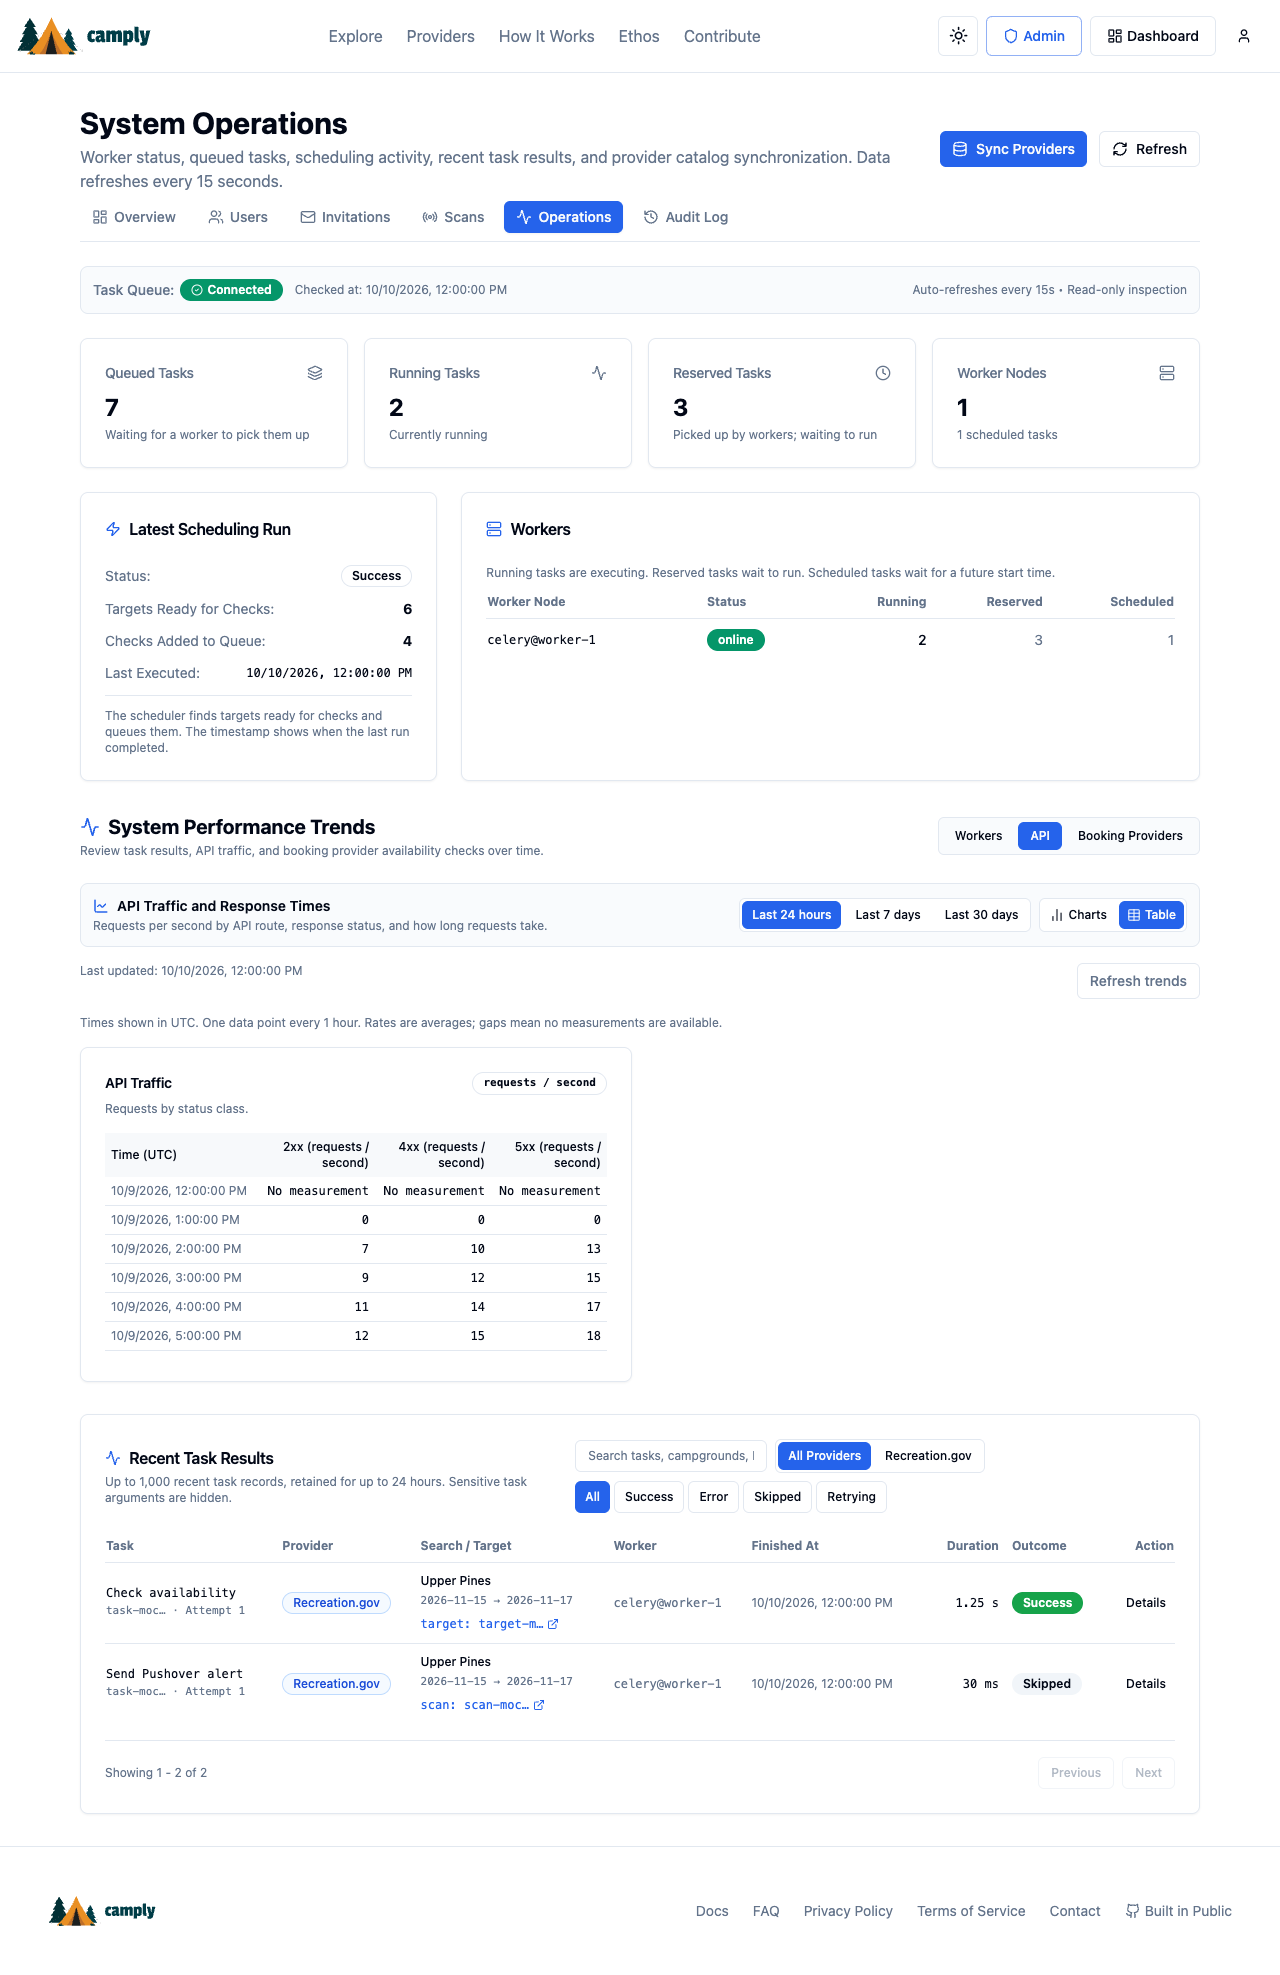 camply
Explore Providers How It Works Ethos Contribute
Admin Dashboard
System Operations
Worker status, queued tasks, scheduling activity, recent task results, and provider catalog synchronization. Data
refreshes every 15 seconds.
Sync Providers Refresh
Overview Users Invitations Scans Operations Audit Log
Task Queue: Connected Checked at: 10/10/2026, 12:00:00 PM
Auto-refreshes every 15s • Read-only inspection
Queued Tasks
7
Waiting for a worker to pick them up
Running Tasks
2
Currently running
Reserved Tasks
3
Picked up by workers; waiting to run
Worker Nodes
1
1 scheduled tasks
Latest Scheduling Run
Status: Success
Targets Ready for Checks: 6
Checks Added to Queue: 4
Last Executed: 10/10/2026, 12:00:00 PM
The scheduler finds targets ready for checks and
queues them. The timestamp shows when the last run
completed.
Workers
Running tasks are executing. Reserved tasks wait to run. Scheduled tasks wait for a future start time.
Worker Node Status Running Reserved Scheduled
celery@worker-1 online 2 3 1
System Performance Trends
Review task results, API traffic, and booking provider availability checks over time.
Workers API Booking Providers
API Traffic and Response Times
Requests per second by API route, response status, and how long requests take.
Last 24 hours Last 7 days Last 30 days Charts Table
Last updated: 10/10/2026, 12:00:00 PM
Refresh trends
Times shown in UTC. One data point every 1 hour. Rates are averages; gaps mean no measurements are available.
API Traffic requests / second
Requests by status class.
Time (UTC) 2xx (requests / second) 4xx (requests / second) 5xx (requests / second)
10/9/2026, 12:00:00 PM No measurement No measurement No measurement
10/9/2026, 1:00:00 PM 0 0 0
10/9/2026, 2:00:00 PM 7 10 13
10/9/2026, 3:00:00 PM 9 12 15
10/9/2026, 4:00:00 PM 11 14 17
10/9/2026, 5:00:00 PM 12 15 18
Recent Task Results
Up to 1,000 recent task records, retained for up to 24 hours. Sensitive task
arguments are hidden.
Search tasks, campgrounds, All Providers Recreation.gov
All Success Error Skipped Retrying
Task Provider Search / Target Worker Finished At Duration Outcome Action
Check availability
task-moc… · Attempt 1
Recreation.gov
Upper Pines
2026-11-15 → 2026-11-17
target: target-m…
celery@worker-1 10/10/2026, 12:00:00 PM 1.25 s Success Details
Send Pushover alert
task-moc… · Attempt 1
Recreation.gov
Upper Pines
2026-11-15 → 2026-11-17
scan: scan-moc…
celery@worker-1 10/10/2026, 12:00:00 PM 30 ms Skipped Details
Showing 1 - 2 of 2
Previous Next
camply
Docs FAQ Privacy Policy Terms of Service Contact Built in Public